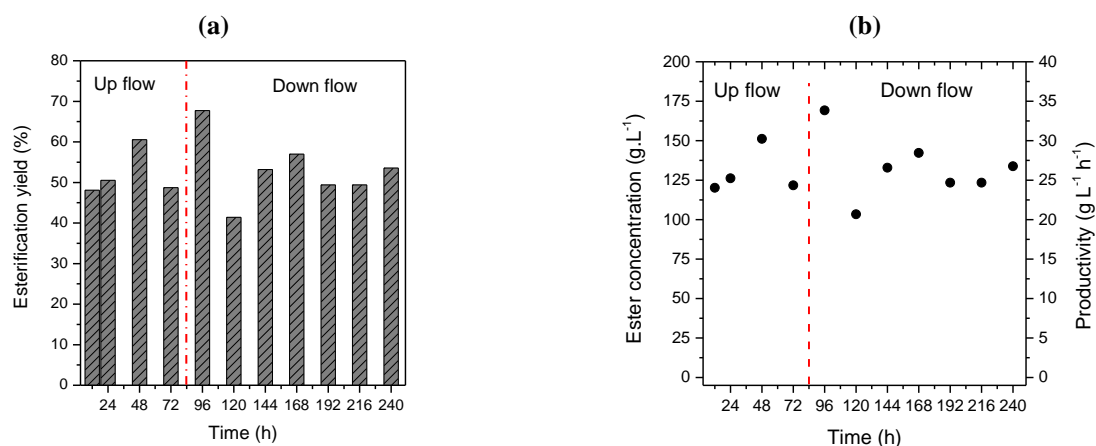 (a)
Up flow
Down flow
Esterification yield (%)
80
70
60
50
40
30
20
10
0
24 48 72 96 120 144 168 192 216 240
Time (h)
(b)
Up flow
Down flow
Ester concentration (g.L-1)
200
175
150
125
100
75
50
25
0
40
35
30
25
20
15
10
5
0
Productivity (g L-1 h-1)
24 48 72 96 120 144 168 192 216 240
Time (h)